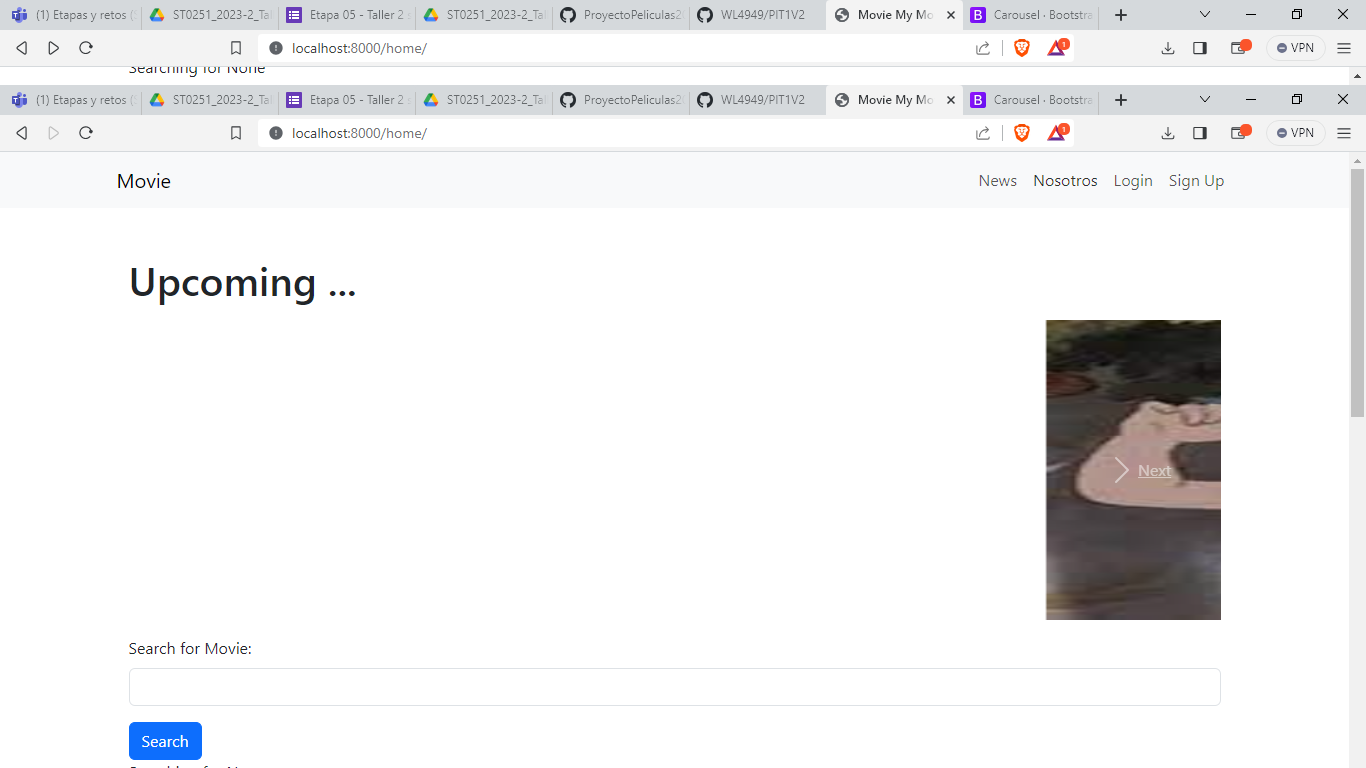 (1) Etapas y retos ( ST0251_2023-2_Tal Etapa 05 - Taller 2 s ST0251_2023-2_Tal ProyectoPeliculas2 WL4949/PIT1V2 Movie My Mo Carousel · Bootstra
localhost:8000/home/ 1 VPN
Searching for None
(1) Etapas y retos ( ST0251_2023-2_Tal Etapa 05 - Taller 2 s ST0251_2023-2_Tal ProyectoPeliculas2 WL4949/PIT1V2 Movie My Mo Carousel · Bootstra
localhost:8000/home/ 1 VPN
Movie News Nosotros Login Sign Up
Upcoming ...
Next
Search for Movie:
Search